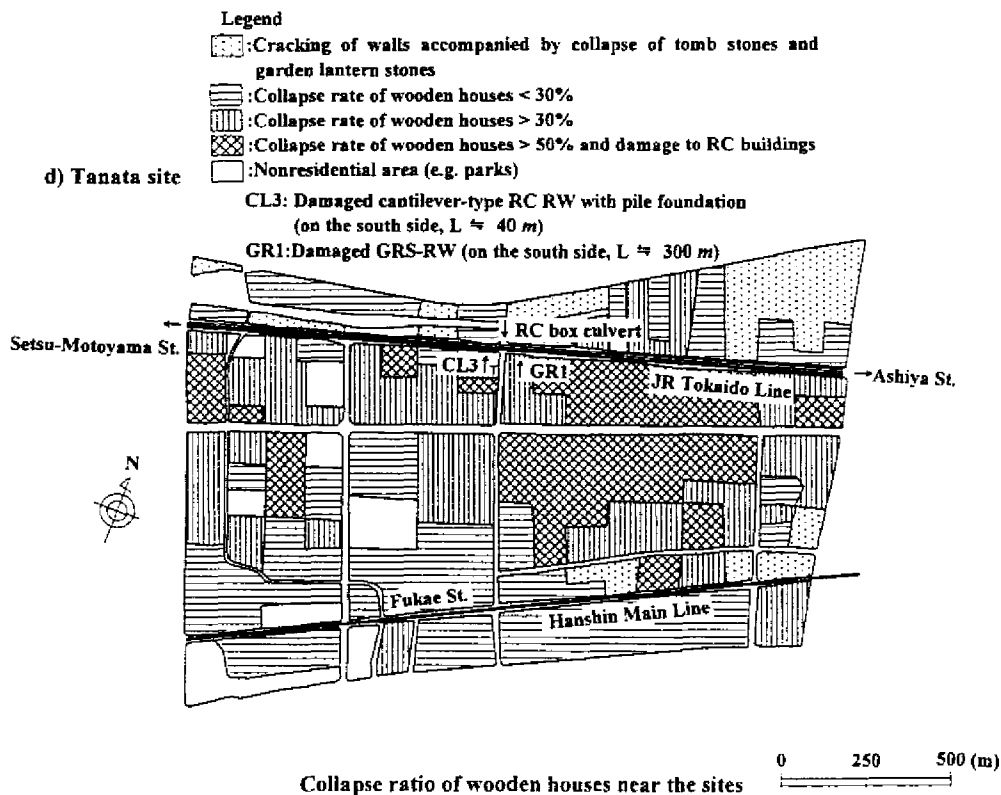 Legend
:Cracking of walls accompanied by collapse of tomb stones and
garden lantern stones
:Collapse rate of wooden houses < 30%
:Collapse rate of wooden houses > 30%
:Collapse rate of wooden houses > 50% and damage to RC buildings
:Nonresidential area (e.g. parks)
d) Tanata site
CL3: Damaged cantilever-type RC RW with pile foundation
(on the south side, L ≒ 40 m)
GR1:Damaged GRS-RW (on the south side, L ≒ 300 m)
RC box culvert
Setsu-Motoyama St.
CL3
GR1
JR Tokaido Line
Ashiya St.
N
Fukae St.
Hanshin Main Line
0 250 500 (m)
Collapse ratio of wooden houses near the sites